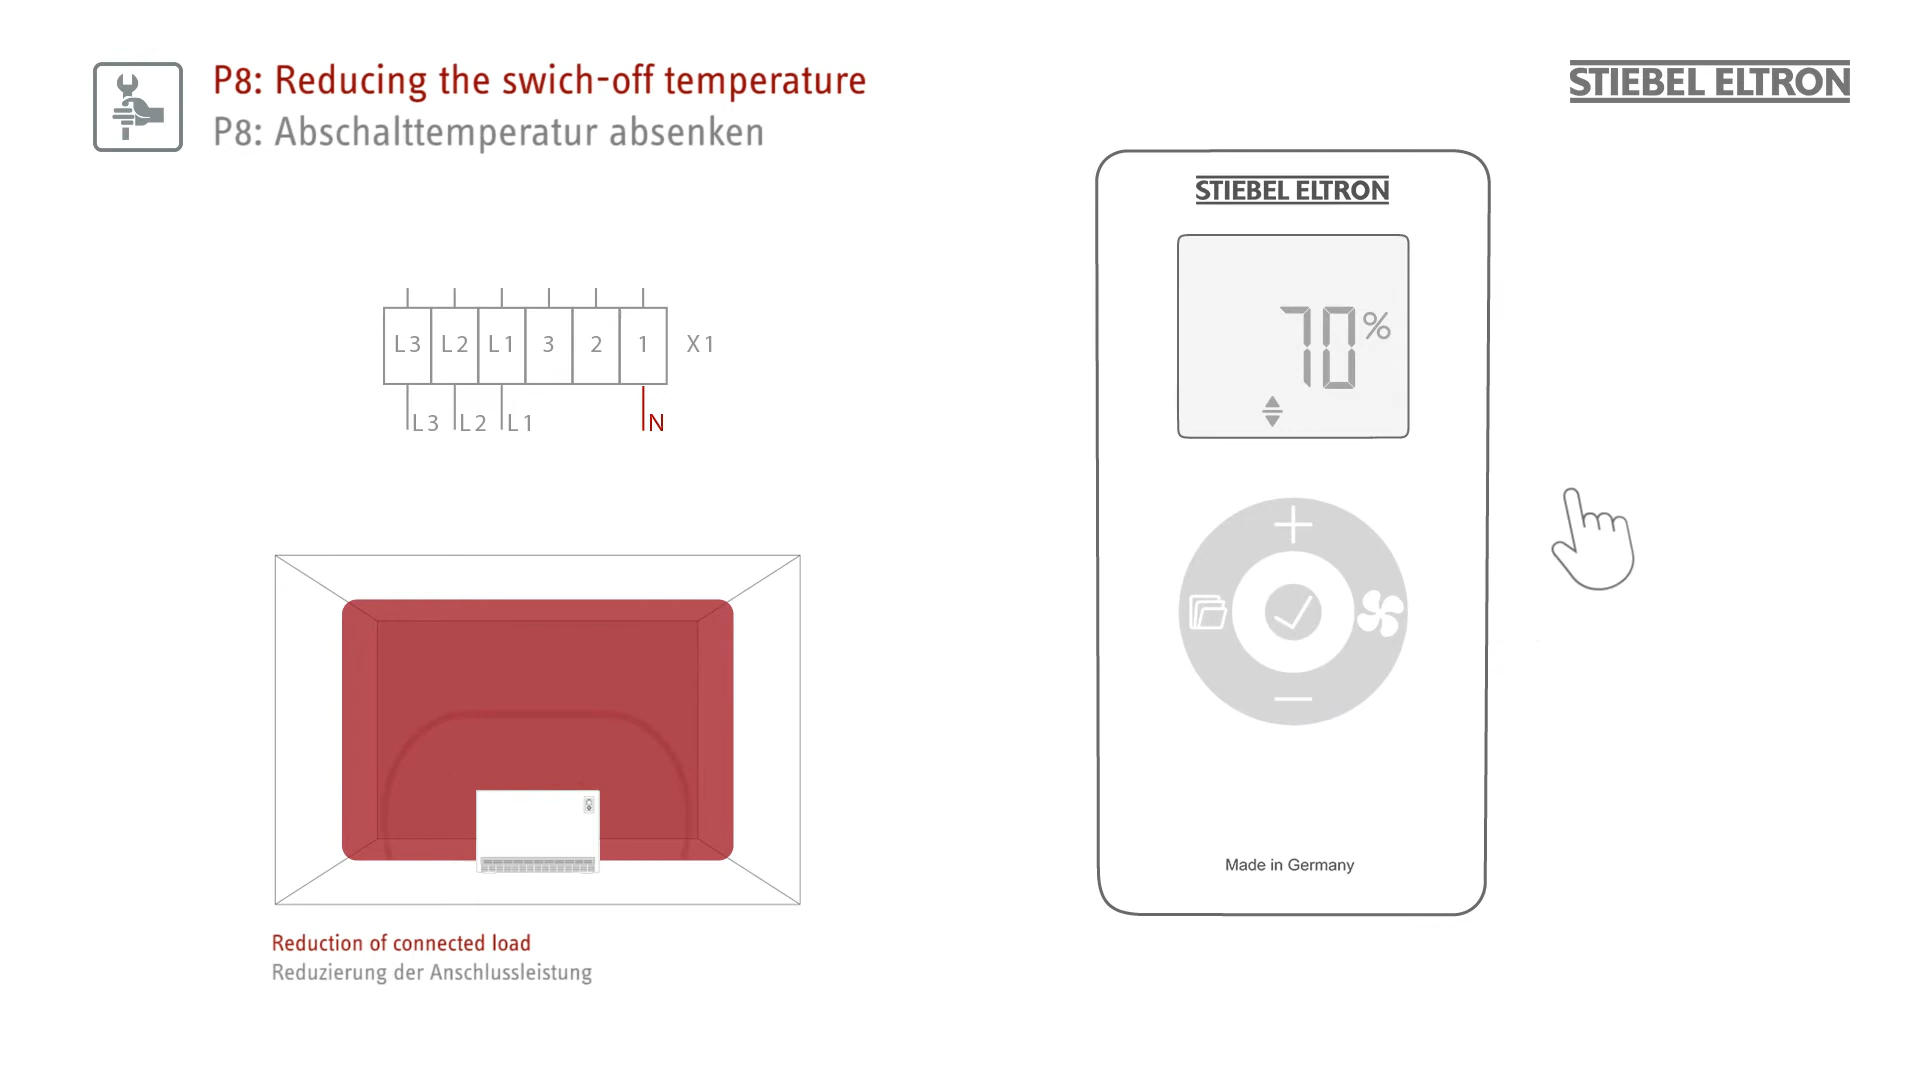 P8: Reducing the swich-off temperature
P8: Abschalttemperatur absenken
STIEBEL ELTRON
STIEBEL ELTRON
70%
L3 L2 L1 3 2 1 X1
L3 L2 L1 N
Made in Germany
Reduction of connected load
Reduzierung der Anschlussleistung